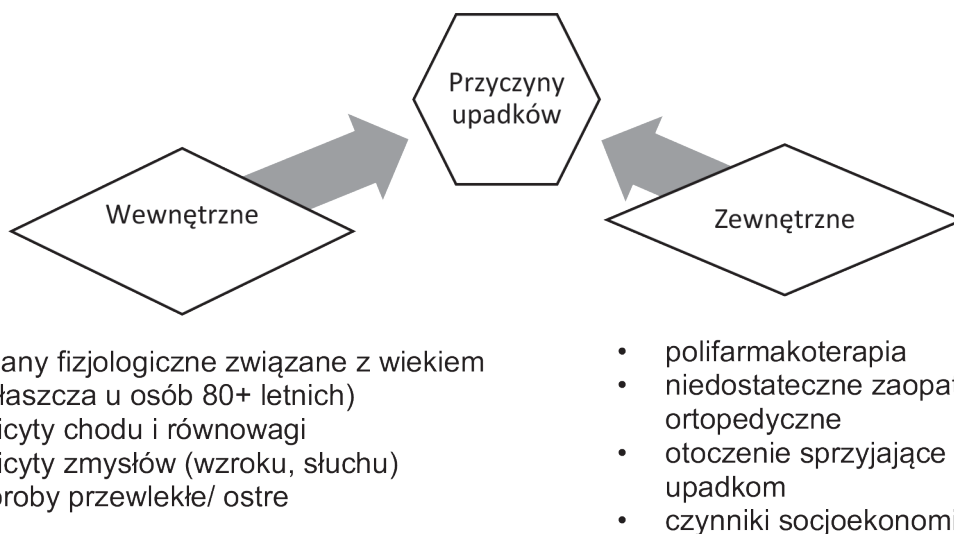 Przyczyny
upadków
Wewnętrzne
Zewnętrzne
any fizjologiczne związane z wiekiem
łaszcza u osób 80+ letnich)
icyty chodu i równowagi
icyty zmysłów (wzroku, słuchu)
oroby przewlekłe/ ostre
• polifarmakoterapia
• niedostateczne zaopat
ortopedyczne
• otoczenie sprzyjające
upadkom
• czynniki socjoekonomi